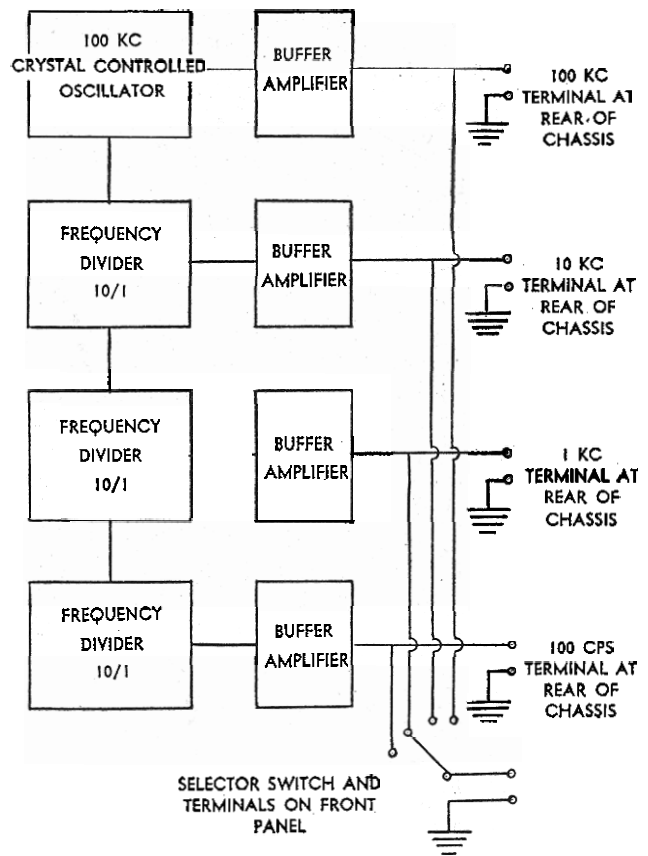 100 KC
CRYSTAL CONTROLLED
OSCILLATOR
BUFFER
AMPLIFIER
100 KC
TERMINAL AT
REAR OF
CHASSIS
FREQUENCY
DIVIDER
10/1
BUFFER
AMPLIFIER
10 KC
TERMINAL AT
REAR OF
CHASSIS
FREQUENCY
DIVIDER
10/1
BUFFER
AMPLIFIER
1 KC
TERMINAL AT
REAR OF
CHASSIS
FREQUENCY
DIVIDER
10/1
BUFFER
AMPLIFIER
100 CPS
TERMINAL AT
REAR OF
CHASSIS
SELECTOR SWITCH AND
TERMINALS ON FRONT
PANEL